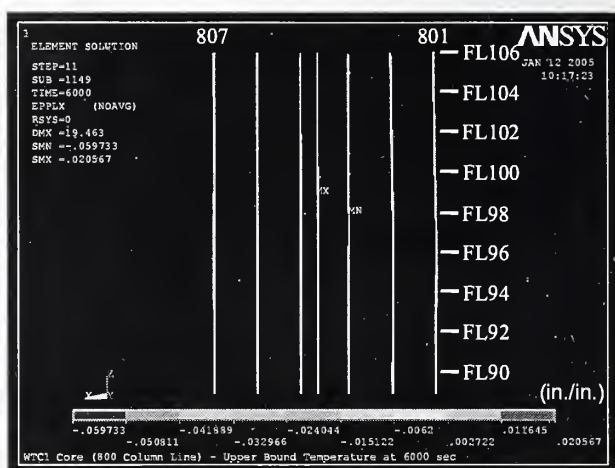 1
807
801
ANSYS
ELEMENT SOLUTION
JAN 12 2005
10:17:23
STEP=11
SUB =1149
TIME=6000
EPPLX (NOAVG)
RSYS=0
DMX =19.463
SMN =-.059733
SMX =.020567
FL106
FL104
FL102
FL100
MX
MN
FL98
FL96
FL94
FL92
FL90
Z
X Y
(in./in.)
-.059733 -.041889 -.024044 -.0062 .011645
-.050811 -.032966 -.015122 .002722 .020567
WTC1 Core (800 Column Line) - Upper Bound Temperature at 6000 sec